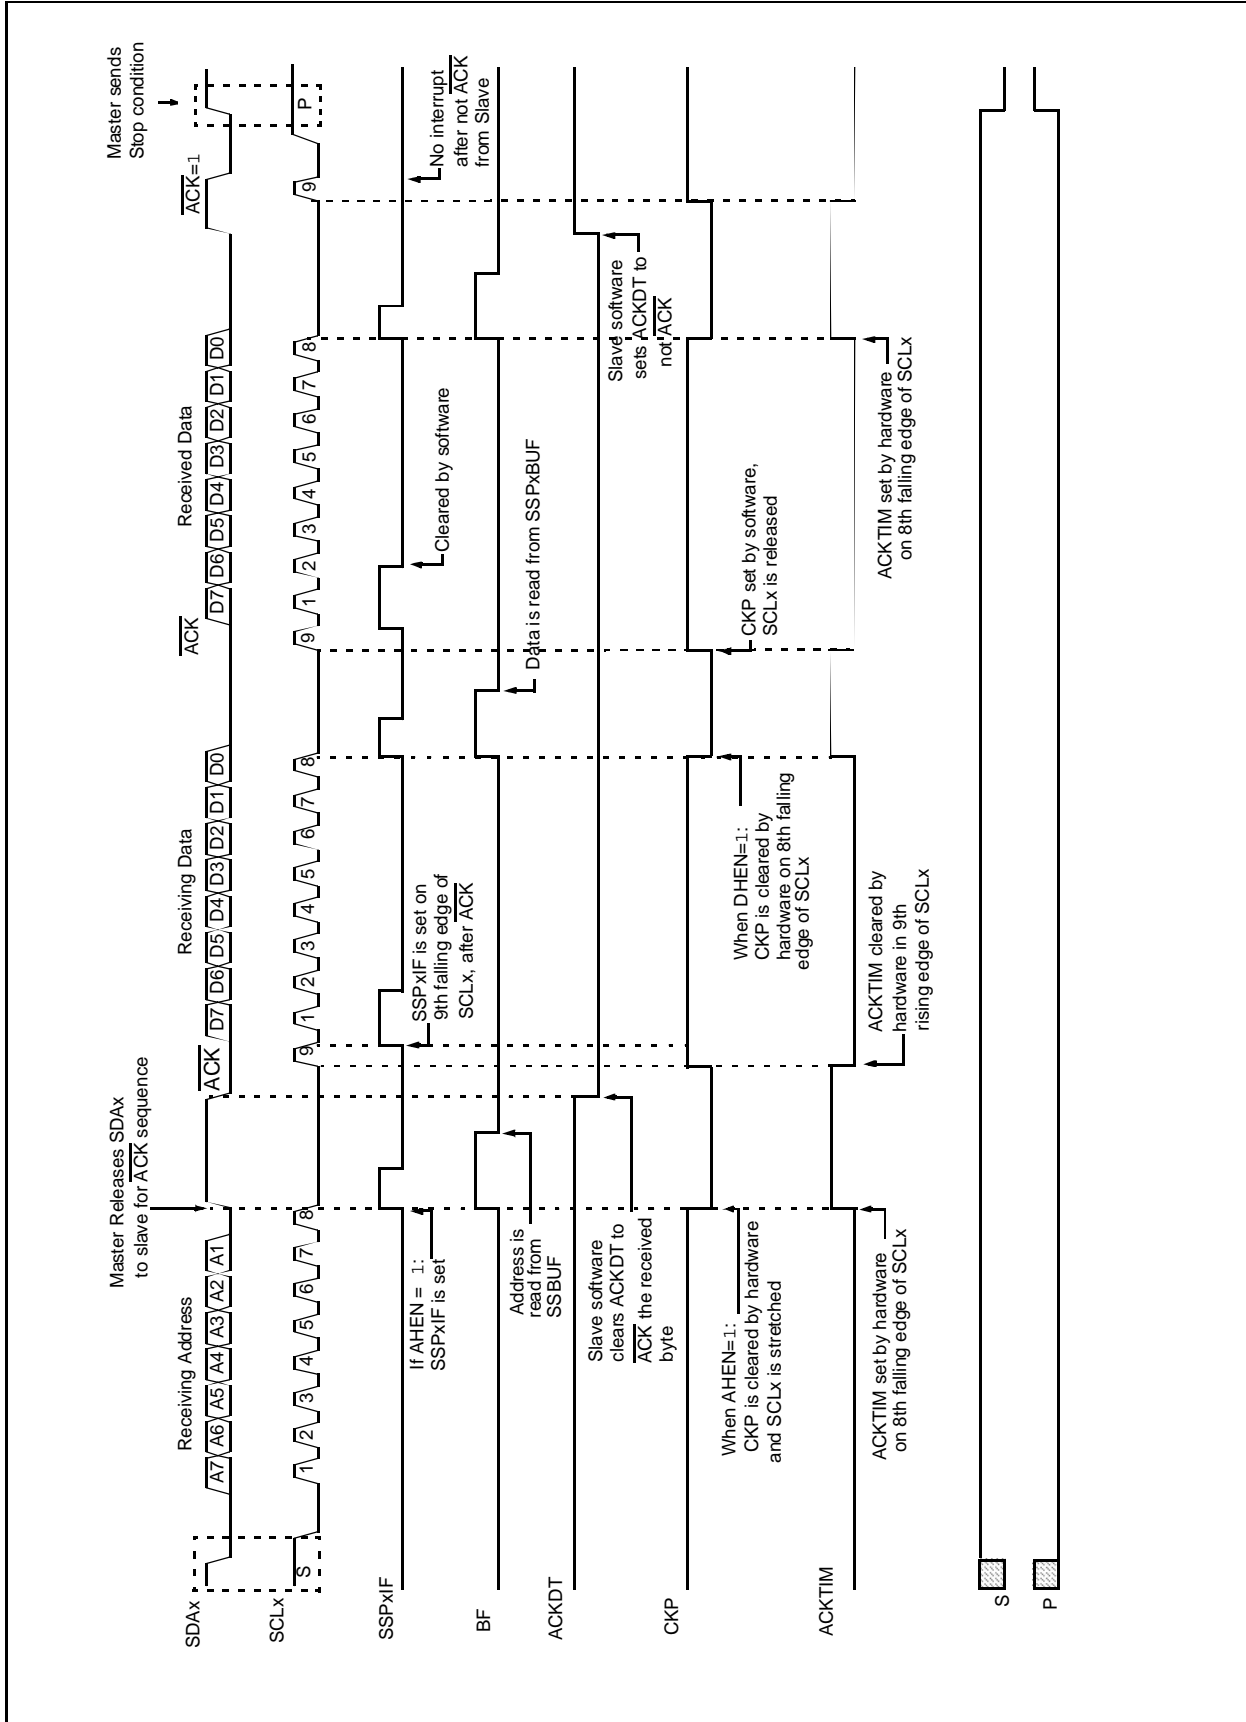 Master Releases SDAx
to slave for ACK sequence
Master sends
Stop condition
Receiving Address
Receiving Data
Received Data
ACK
ACK
ACK=1
SDAx
A7 A6 A5 A4 A3 A2 A1
D7 D6 D5 D4 D3 D2 D1 D0
D7 D6 D5 D4 D3 D2 D1 D0
SCLx
S
1 2 3 4 5 6 7 8 9
1 2 3 4 5 6 7 8 9
1 2 3 4 5 6 7 8 9
P
SSPxIF
If AHEN = 1:
SSPxIF is set
SSPxIF is set on
9th falling edge of
SCLx, after ACK
Cleared by software
No interrupt
after not ACK
from Slave
BF
Address is
read from
SSBUF
Data is read from SSPxBUF
ACKDT
Slave software
clears ACKDT to
ACK the received
byte
Slave software
sets ACKDT to
not ACK
CKP
When AHEN=1:
CKP is cleared by hardware
and SCLx is stretched
When DHEN=1:
CKP is cleared by
hardware on 8th falling
edge of SCLx
CKP set by software,
SCLx is released
ACKTIM
ACKTIM set by hardware
on 8th falling edge of SCLx
ACKTIM cleared by
hardware in 9th
rising edge of SCLx
ACKTIM set by hardware
on 8th falling edge of SCLx
S
P